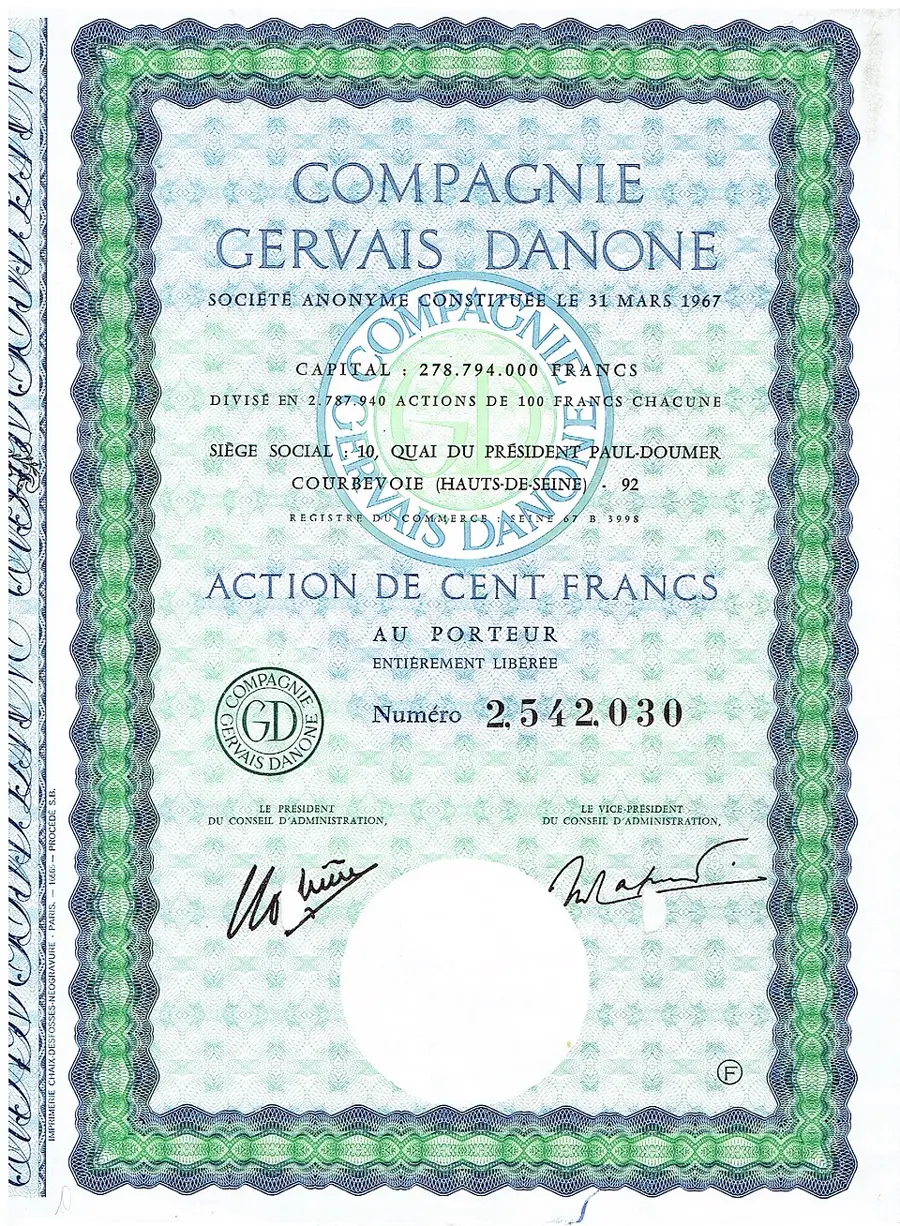 COMPAGNIE
GERVAIS DANONE
SOCIÉTÉ ANONYME CONSTITUÉE LE 31 MARS 1967
CAPITAL : 278.794.000 FRANCS
DIVISÉ EN 2.787.940 ACTIONS DE 100 FRANCS CHACUNE
SIÈGE SOCIAL : 10, QUAI DU PRÉSIDENT PAUL-DOUMER
COURBEVOIE (HAUTS-DE-SEINE) - 92
REGISTRE DU COMMERCE : SEINE 67 B 3998
COMPAGNIE GERVAIS DANONE
GD
ACTION DE CENT FRANCS
AU PORTEUR
ENTIÈREMENT LIBÉRÉE
Numéro 2,542,030
COMPAGNIE GERVAIS DANONE
GD
LE PRÉSIDENT
DU CONSEIL D'ADMINISTRATION,
LE VICE-PRÉSIDENT
DU CONSEIL D'ADMINISTRATION,
F
IMPRIMERIE CHAIX-DESFOSSÉS-NÉOGRAVURE - PARIS. — PROCÉDÉ S.B.